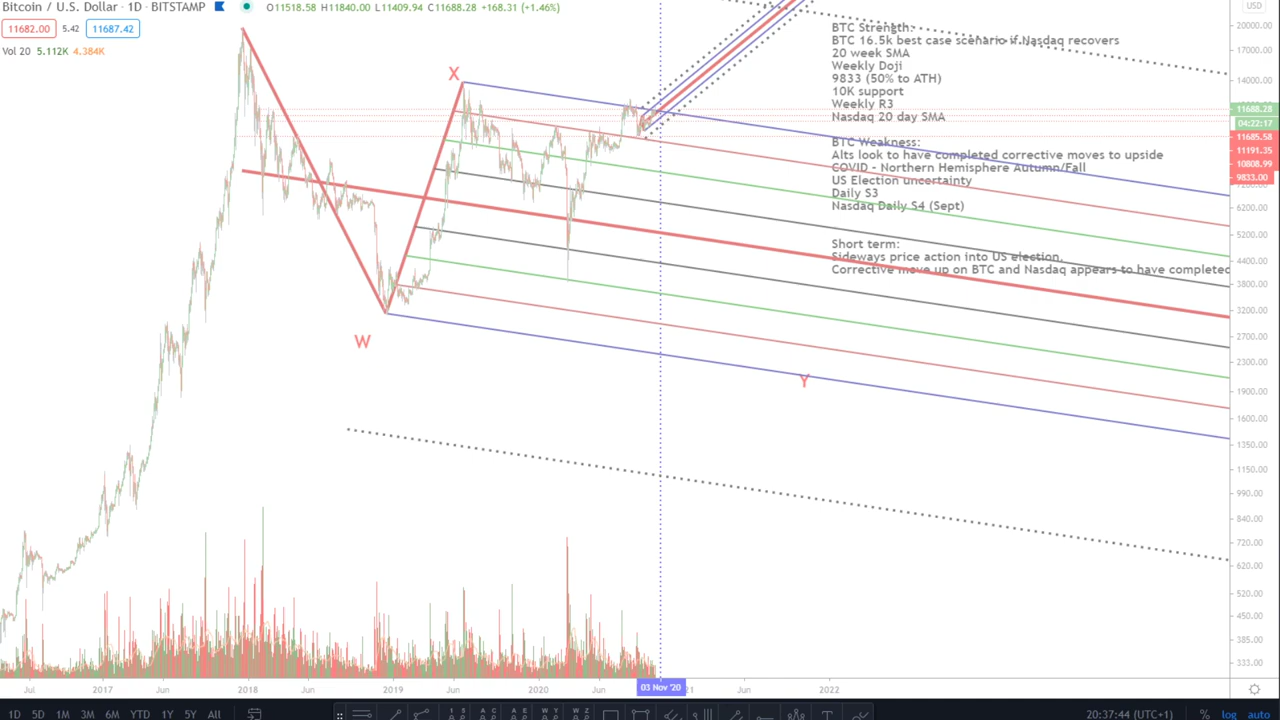 Bitcoin / U.S. Dollar · 1D · BITSTAMP O11518.58 H11840.00 L11409.94 C11688.28 +168.31 (+1.46%)
11682.00 5.42 11687.42
Vol 20 5.112K 4.384K
USD
BTC Strength:
BTC 16.5k best case scenario if Nasdaq recovers
20 week SMA
Weekly Doji
9833 (50% to ATH)
10K support
Weekly R3
Nasdaq 20 day SMA
BTC Weakness:
Alts look to have completed corrective moves to upside
COVID - Northern Hemisphere Autumn/Fall
US Election uncertainty
Daily S3
Nasdaq Daily S4 (Sept)
Short term:
Sideways price action into US election.
Corrective move up on BTC and Nasdaq appears to have completed
X
W
Y
20000.00
17000.00
14000.00
11688.28
04:22:17
11685.58
11191.35
10808.99
9833.00
6200.00
5200.00
4400.00
3800.00
3200.00
2700.00
2300.00
1900.00
1600.00
1350.00
1150.00
990.00
840.00
720.00
620.00
520.00
450.00
385.00
333.00
Jul 2017 Jun 2018 Jun 2019 Jun 2020 Jun 03 Nov '20 Jun 2022
1D 5D 1M 3M 6M YTD 1Y 5Y All
20:37:44 (UTC+1) % log auto